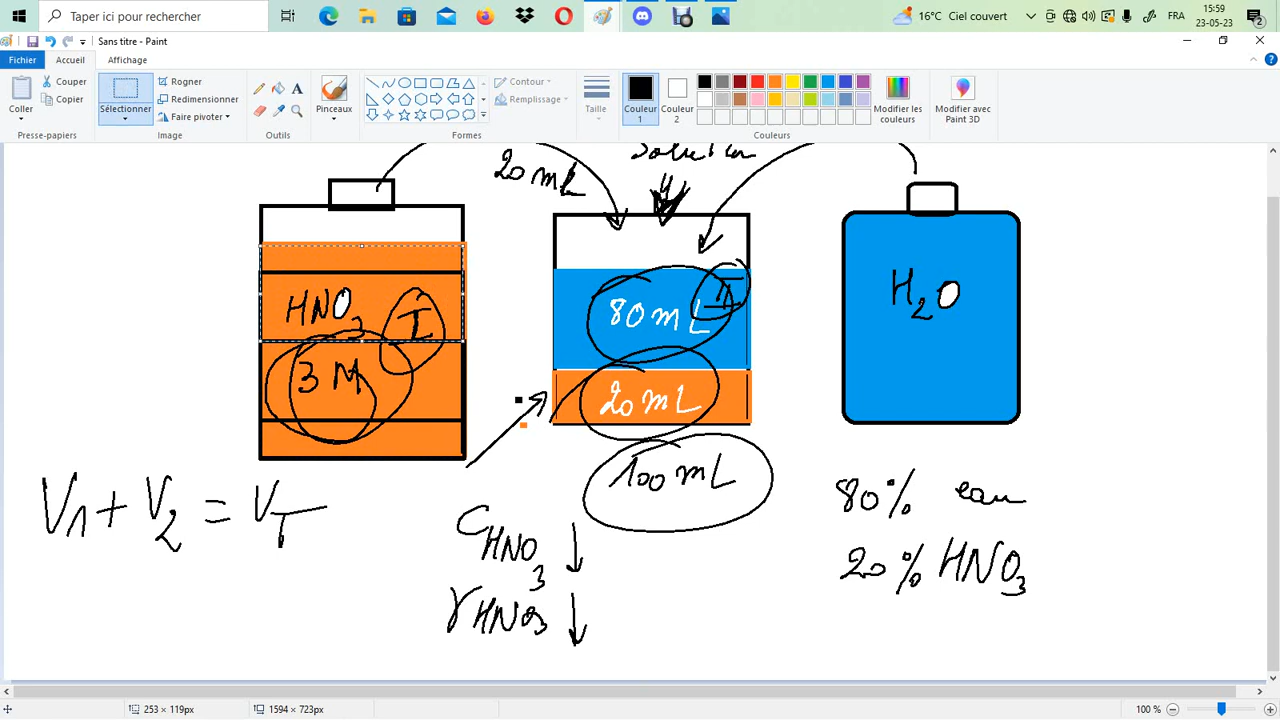 Taper ici pour rechercher
16°C Ciel couvert
FRA
15:59
23-05-23
2
Sans titre - Paint
Fichier
Accueil
Affichage
Coller
Couper
Copier
Sélectionner
Rogner
Redimensionner
Faire pivoter
A
Pinceaux
Contour
Remplissage
Taille
Couleur 1
Couleur 2
Modifier les couleurs
Modifier avec Paint 3D
Presse-papiers
Image
Outils
Formes
Couleurs
Solution
20 mL
HNO3
I
3 M
80 mL
20 mL
100 mL
H2O
V1 + V2 = VT
CHNO3 ↓
γHNO3 ↓
80% eau
20% HNO3
253 × 119px
1594 × 723px
100 %